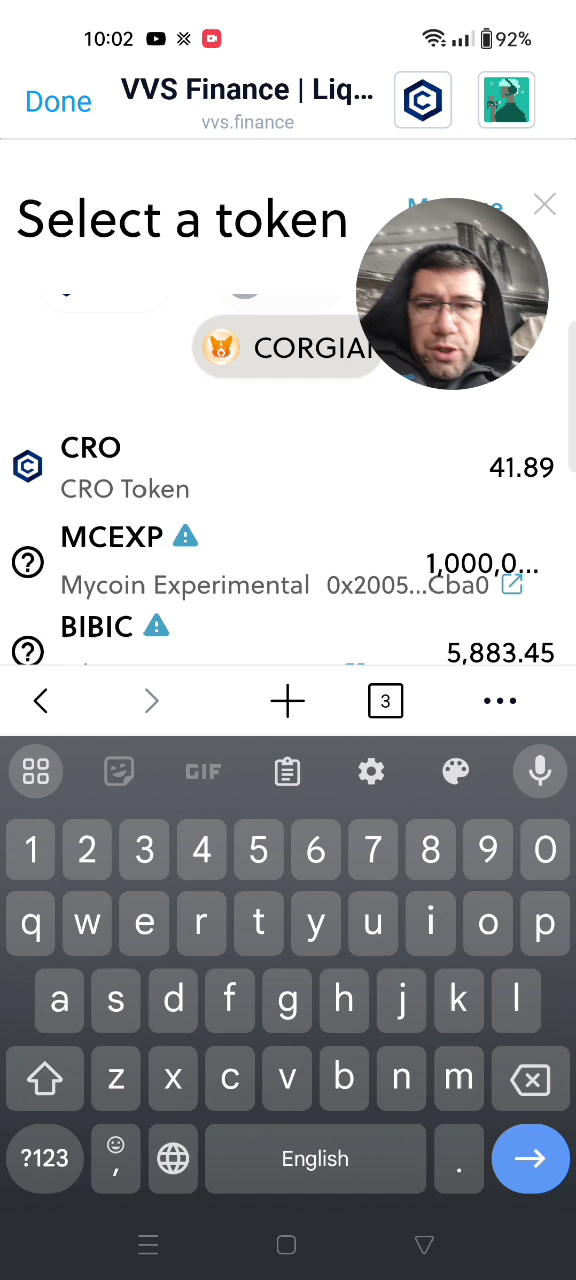 10:02 92%
Done VVS Finance | Liq...
vvs.finance
Select a token
CORGIAI
CRO
CRO Token 41.89
MCEXP
1,000,0...
Mycoin Experimental 0x2005...Cba0
BIBIC
5,883.45
3
GIF
1 2 3 4 5 6 7 8 9 0
q w e r t y u i o p
a s d f g h j k l
z x c v b n m
?123 , English .